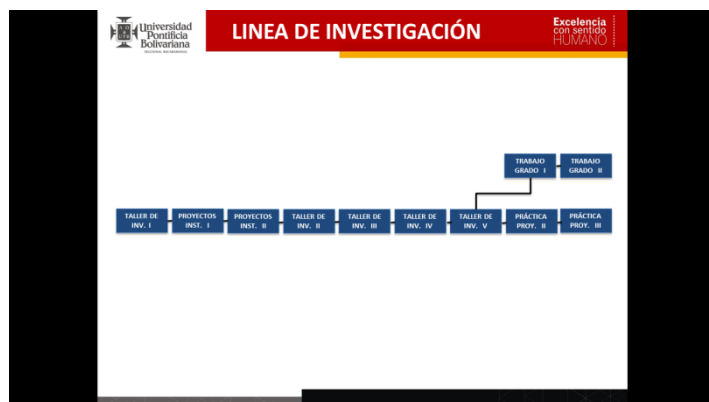 Universidad
Pontificia
Bolivariana
LINEA DE INVESTIGACIÓN
Excelencia
con sentido
HUMANO
TRABAJO
GRADO I
TRABAJO
GRADO II
TALLER DE
INV. I
PROYECTOS
INST. I
PROYECTOS
INST. II
TALLER DE
INV. II
TALLER DE
INV. III
TALLER DE
INV. IV
TALLER DE
INV. V
PRÁCTICA
PROY. II
PRÁCTICA
PROY. III